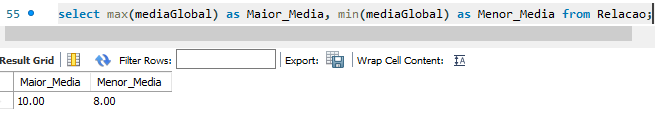 55 select max(mediaGlobal) as Maior_Media, min(mediaGlobal) as Menor_Media from Relacao;
Result Grid Filter Rows: Export: Wrap Cell Content:
Maior_Media Menor_Media
10.00 8.00